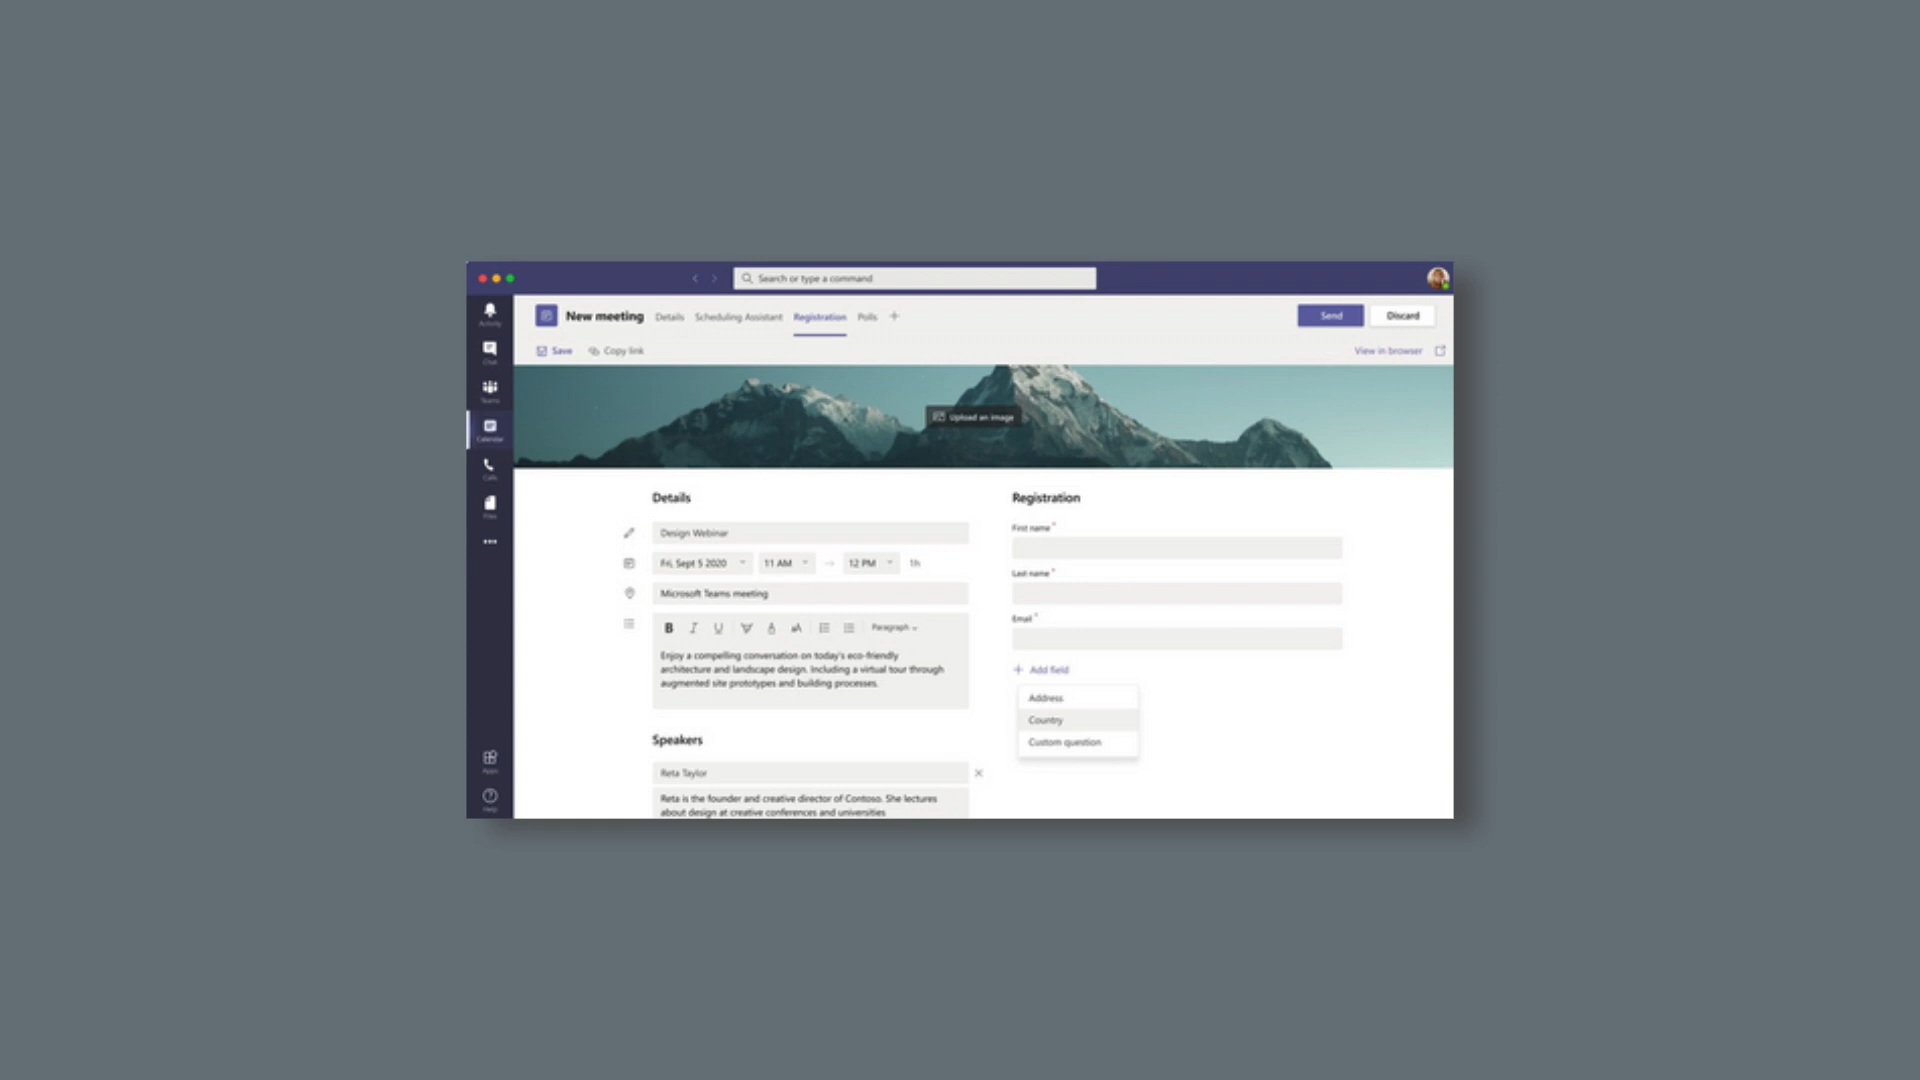 Search or type a command
New meeting Details Scheduling Assistant Registration Polls
Send Discard
Save Copy link
View in browser
Activity
Chat
Teams
Calendar
Calls
Files
Apps
Help
Upload an image
Details
Design Webinar
Fri, Sept 5 2020 11 AM → 12 PM 1h
Microsoft Teams meeting
B I U A aA Paragraph
Enjoy a compelling conversation on today's eco-friendly
architecture and landscape design. Including a virtual tour through
augmented site prototypes and building processes.
Speakers
Reta Taylor
Reta is the founder and creative director of Contoso. She lectures
about design at creative conferences and universities
Registration
First name *
Last name *
Email *
+ Add field
Address
Country
Custom question